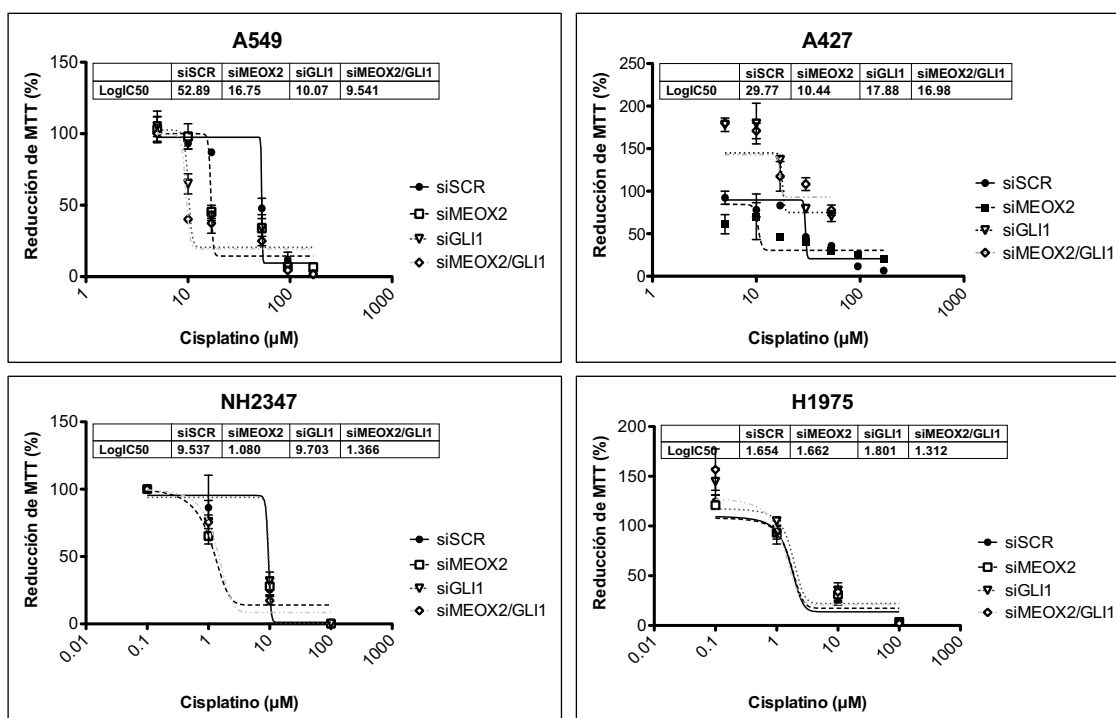 A549
Reducción de MTT (%)
150
100
50
0
siSCR siMEOX2 siGLI1 siMEOX2/GLI1
LogIC50 52.89 16.75 10.07 9.541
siSCR
siMEOX2
siGLI1
siMEOX2/GLI1
1 10 100 1000
Cisplatino (µM)
A427
Reducción de MTT (%)
250
200
150
100
50
0
siSCR siMEOX2 siGLI1 siMEOX2/GLI1
LogIC50 29.77 10.44 17.88 16.98
siSCR
siMEOX2
siGLI1
siMEOX2/GLI1
1 10 100 1000
Cisplatino (µM)
NH2347
Reducción de MTT (%)
150
100
50
0
siSCR siMEOX2 siGLI1 siMEOX2/GLI1
LogIC50 9.537 1.080 9.703 1.366
siSCR
siMEOX2
siGLI1
siMEOX2/GLI1
0.01 0.1 1 10 100 1000
Cisplatino (µM)
H1975
Reducción de MTT (%)
200
150
100
50
0
siSCR siMEOX2 siGLI1 siMEOX2/GLI1
LogIC50 1.654 1.662 1.801 1.312
siSCR
siMEOX2
siGLI1
siMEOX2/GLI1
0.01 0.1 1 10 100 1000
Cisplatino (µM)